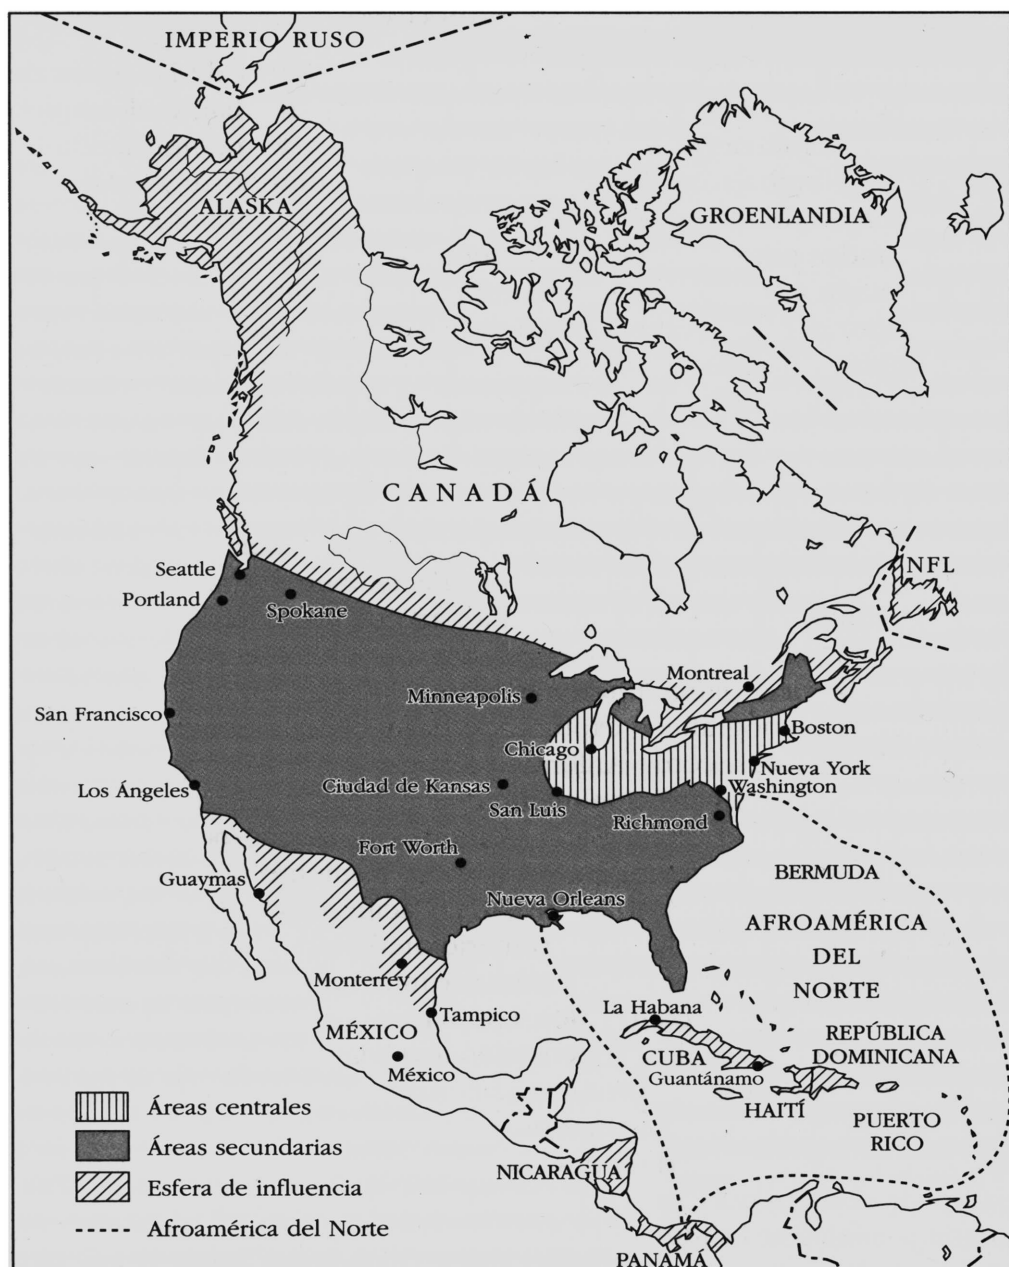 IMPERIO RUSO
ALASKA
GROENLANDIA
CANADÁ
NFL
Seattle
Portland
Spokane
Montreal
Minneapolis
San Francisco
Boston
Chicago
Nueva York
Los Ángeles
Ciudad de Kansas
Washington
San Luis
Richmond
Fort Worth
BERMUDA
Guaymas
Nueva Orleans
AFROAMÉRICA
DEL
NORTE
Monterrey
La Habana
Tampico
MÉXICO
REPÚBLICA
DOMINICANA
CUBA
Guantánamo
México
HAITÍ
PUERTO
RICO
NICARAGUA
PANAMÁ
Áreas centrales
Áreas secundarias
Esfera de influencia
Afroamérica del Norte